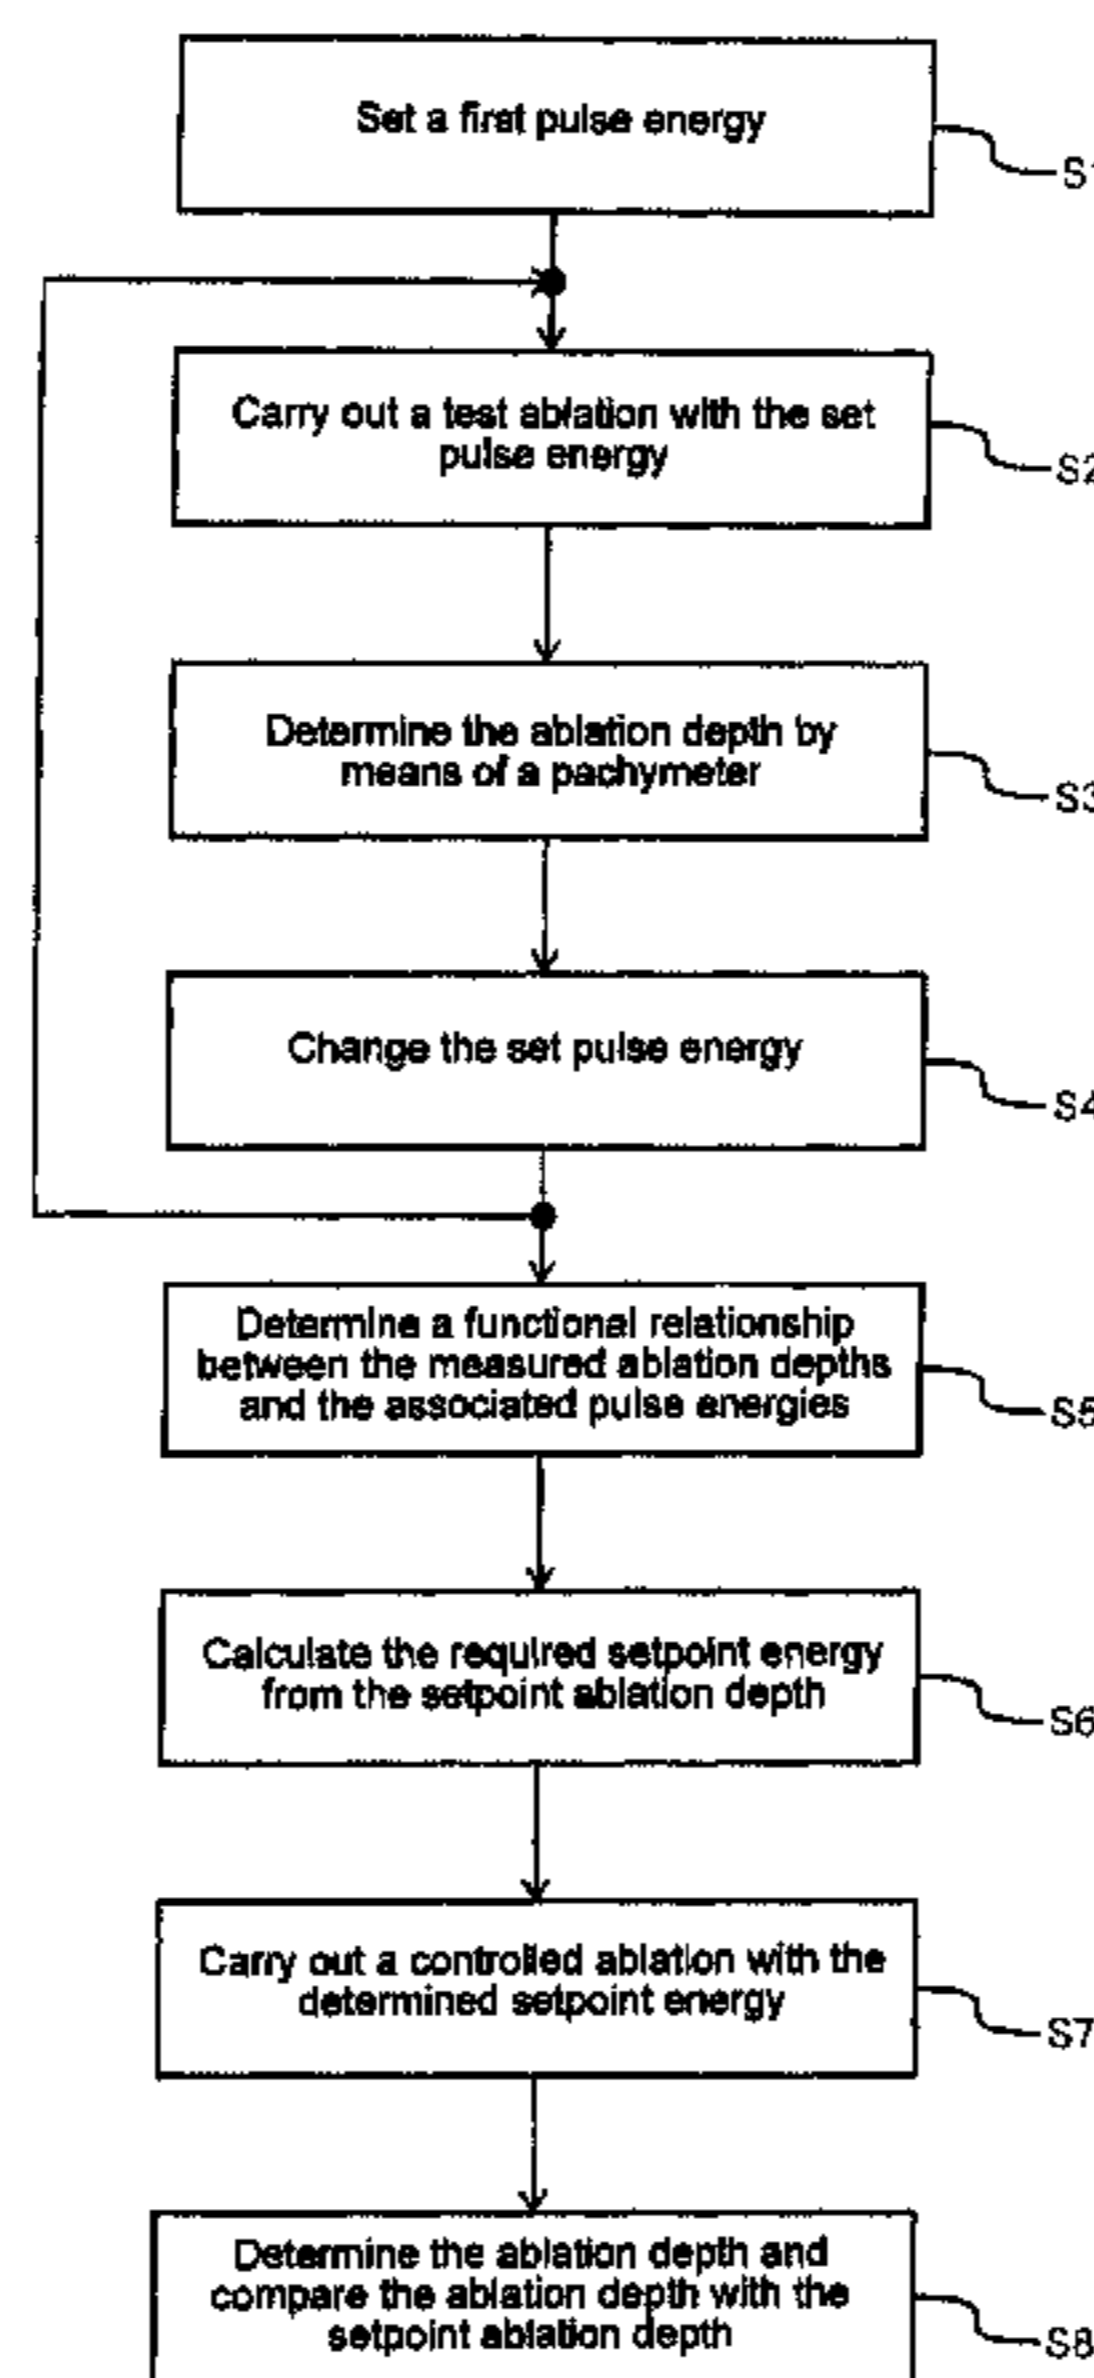 Set a first pulse energy
S1
Carry out a test ablation with the set
pulse energy
S2
Determine the ablation depth by
means of a pachymeter
S3
Change the set pulse energy
S4
Determine a functional relationship
between the measured ablation depths
and the associated pulse energies
S5
Calculate the required setpoint energy
from the setpoint ablation depth
S6
Carry out a controlled ablation with the
determined setpoint energy
S7
Determine the ablation depth and
compare the ablation depth with the
setpoint ablation depth
S8